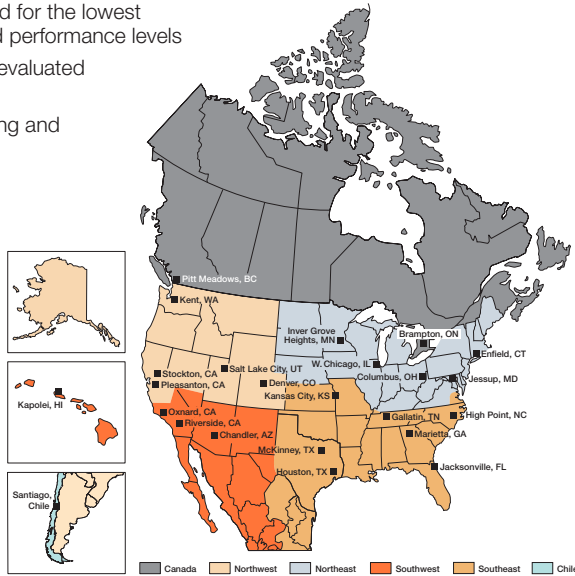 d for the lowest
d performance levels
evaluated
ng and
Pitt Meadows, BC
Kent, WA
Inver Grove
Heights, MN
Brampton, ON
Enfield, CT
W. Chicago, IL
Stockton, CA
Salt Lake City, UT
Columbus, OH
Jessup, MD
Pleasanton, CA
Denver, CO
Kansas City, KS
Kapolei, HI
Oxnard, CA
Gallatin, TN
High Point, NC
Riverside, CA
Chandler, AZ
Marietta, GA
McKinney, TX
Houston, TX
Jacksonville, FL
Santiago,
Chile
Canada
Northwest
Northeast
Southwest
Southeast
Chile